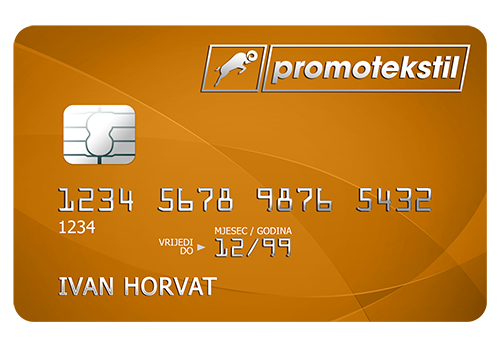 promotekstil
1234 5678 9876 5432
1234
MJESEC / GODINA
VRIJEDI DO 12/99
IVAN HORVAT